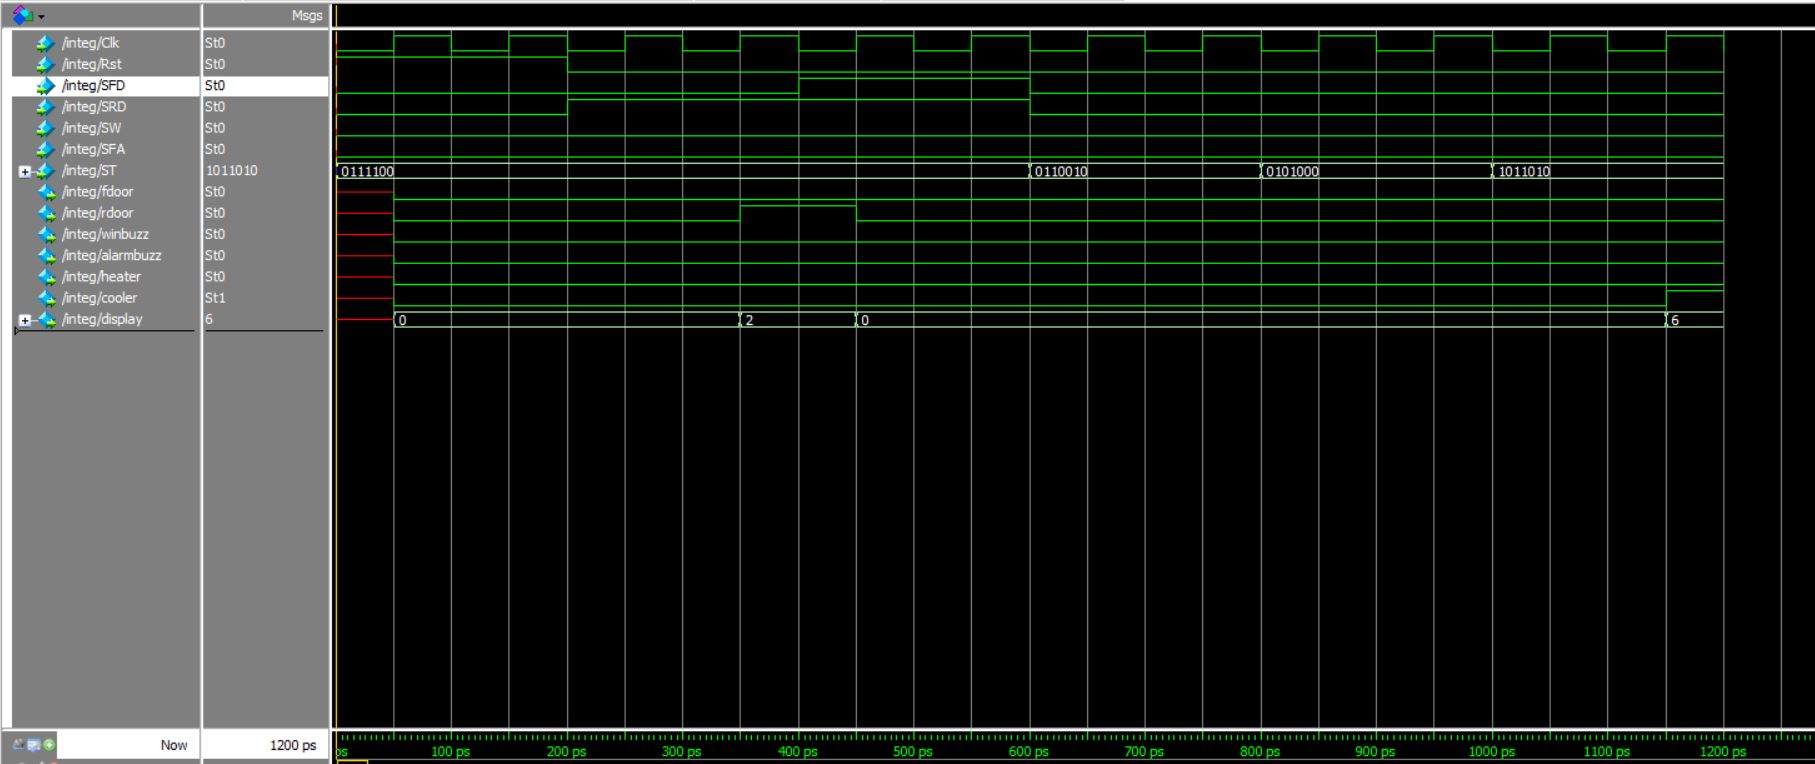 Msgs
/integ/Clk St0
/integ/Rst St0
/integ/SFD St0
/integ/SRD St0
/integ/SW St0
/integ/SFA St0
/integ/ST 1011010 0111100 0110010 0101000 1011010
/integ/fdoor St0
/integ/rdoor St0
/integ/winbuzz St0
/integ/alarmbuzz St0
/integ/heater St0
/integ/cooler St1
/integ/display 6 0 2 0 6
Now 1200 ps ps 100 ps 200 ps 300 ps 400 ps 500 ps 600 ps 700 ps 800 ps 900 ps 1000 ps 1100 ps 1200 ps